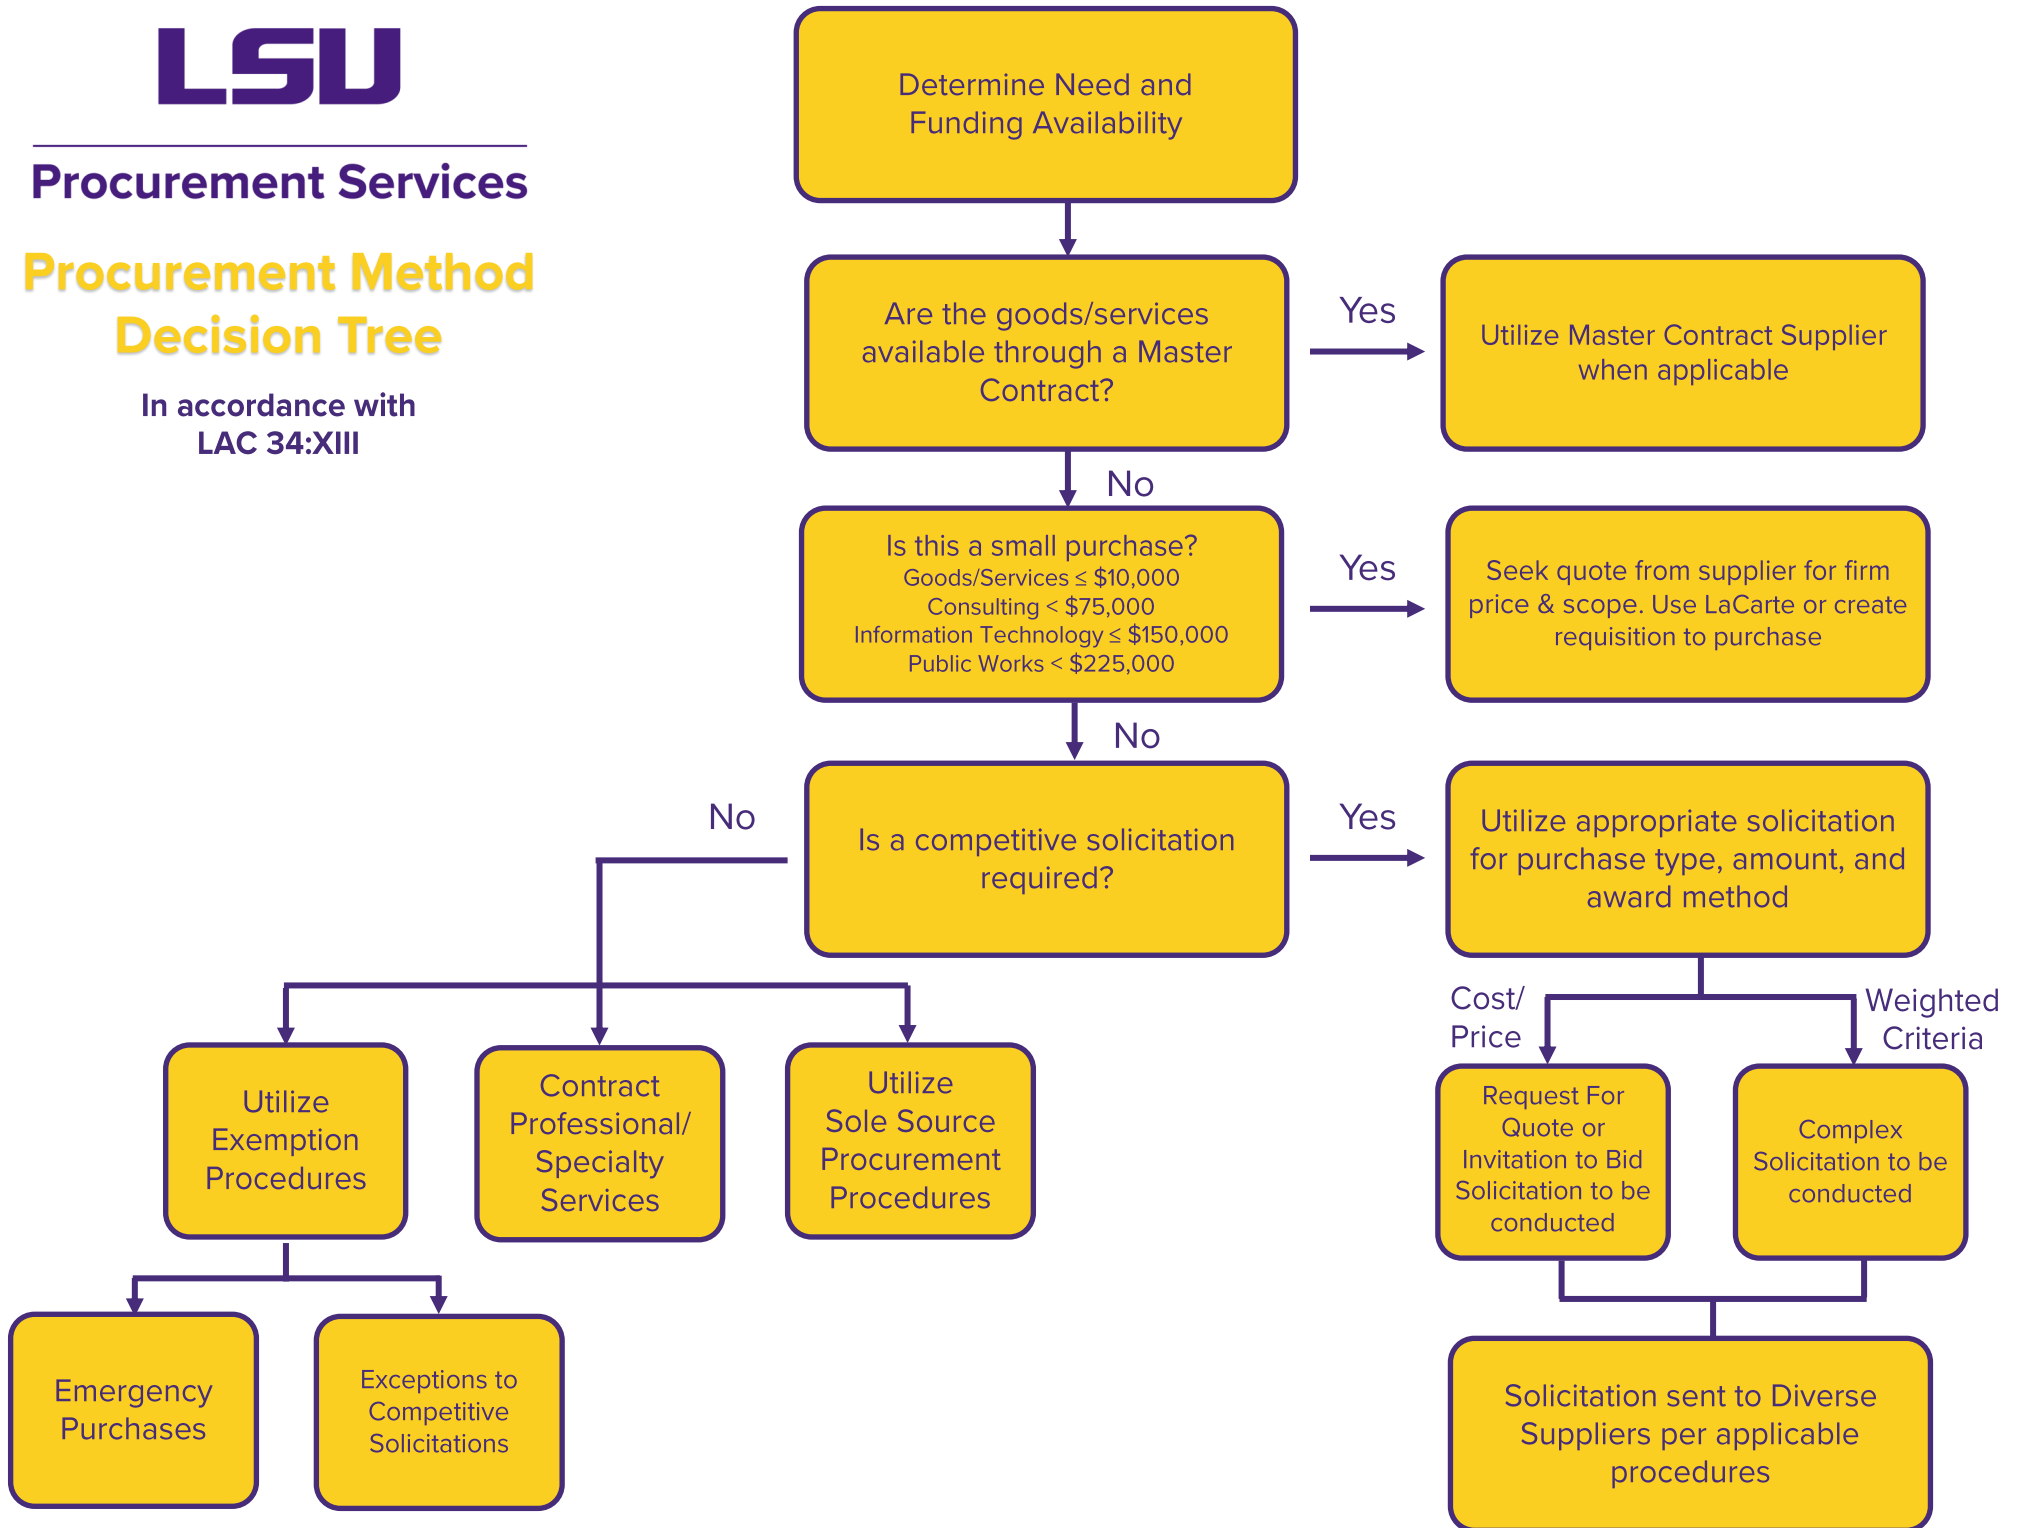 LSU
Procurement Services
Procurement Method
Decision Tree
In accordance with
LAC 34:XIII
Determine Need and
Funding Availability
Are the goods/services
available through a Master
Contract?
Yes
Utilize Master Contract Supplier
when applicable
No
Is this a small purchase?
Goods/Services ≤ $10,000
Consulting < $75,000
Information Technology ≤ $150,000
Public Works < $225,000
Yes
Seek quote from supplier for firm
price & scope. Use LaCarte or create
requisition to purchase
No
Is a competitive solicitation
required?
Yes
Utilize appropriate solicitation
for purchase type, amount, and
award method
No
Utilize
Exemption
Procedures
Contract
Professional/
Specialty
Services
Utilize
Sole Source
Procurement
Procedures
Cost/
Price
Weighted
Criteria
Request For
Quote or
Invitation to Bid
Solicitation to be
conducted
Complex
Solicitation to be
conducted
Emergency
Purchases
Exceptions to
Competitive
Solicitations
Solicitation sent to Diverse
Suppliers per applicable
procedures